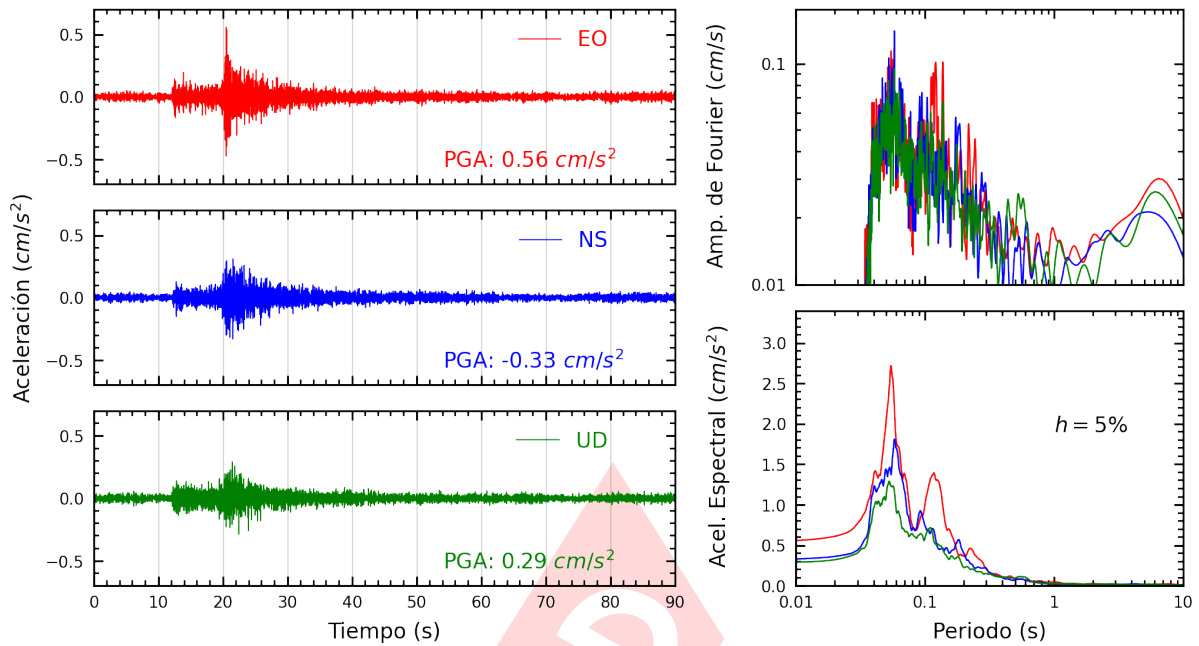 Aceleración (cm/s²)
0.5
0.0
−0.5
EO
PGA: 0.56 cm/s²
0.5
0.0
−0.5
NS
PGA: -0.33 cm/s²
0.5
0.0
−0.5
UD
PGA: 0.29 cm/s²
0 10 20 30 40 50 60 70 80 90
Tiempo (s)
Amp. de Fourier (cm/s)
0.1
0.01
Acel. Espectral (cm/s²)
3.0
2.5
2.0
1.5
1.0
0.5
0.0
h = 5%
0.01 0.1 1 10
Periodo (s)